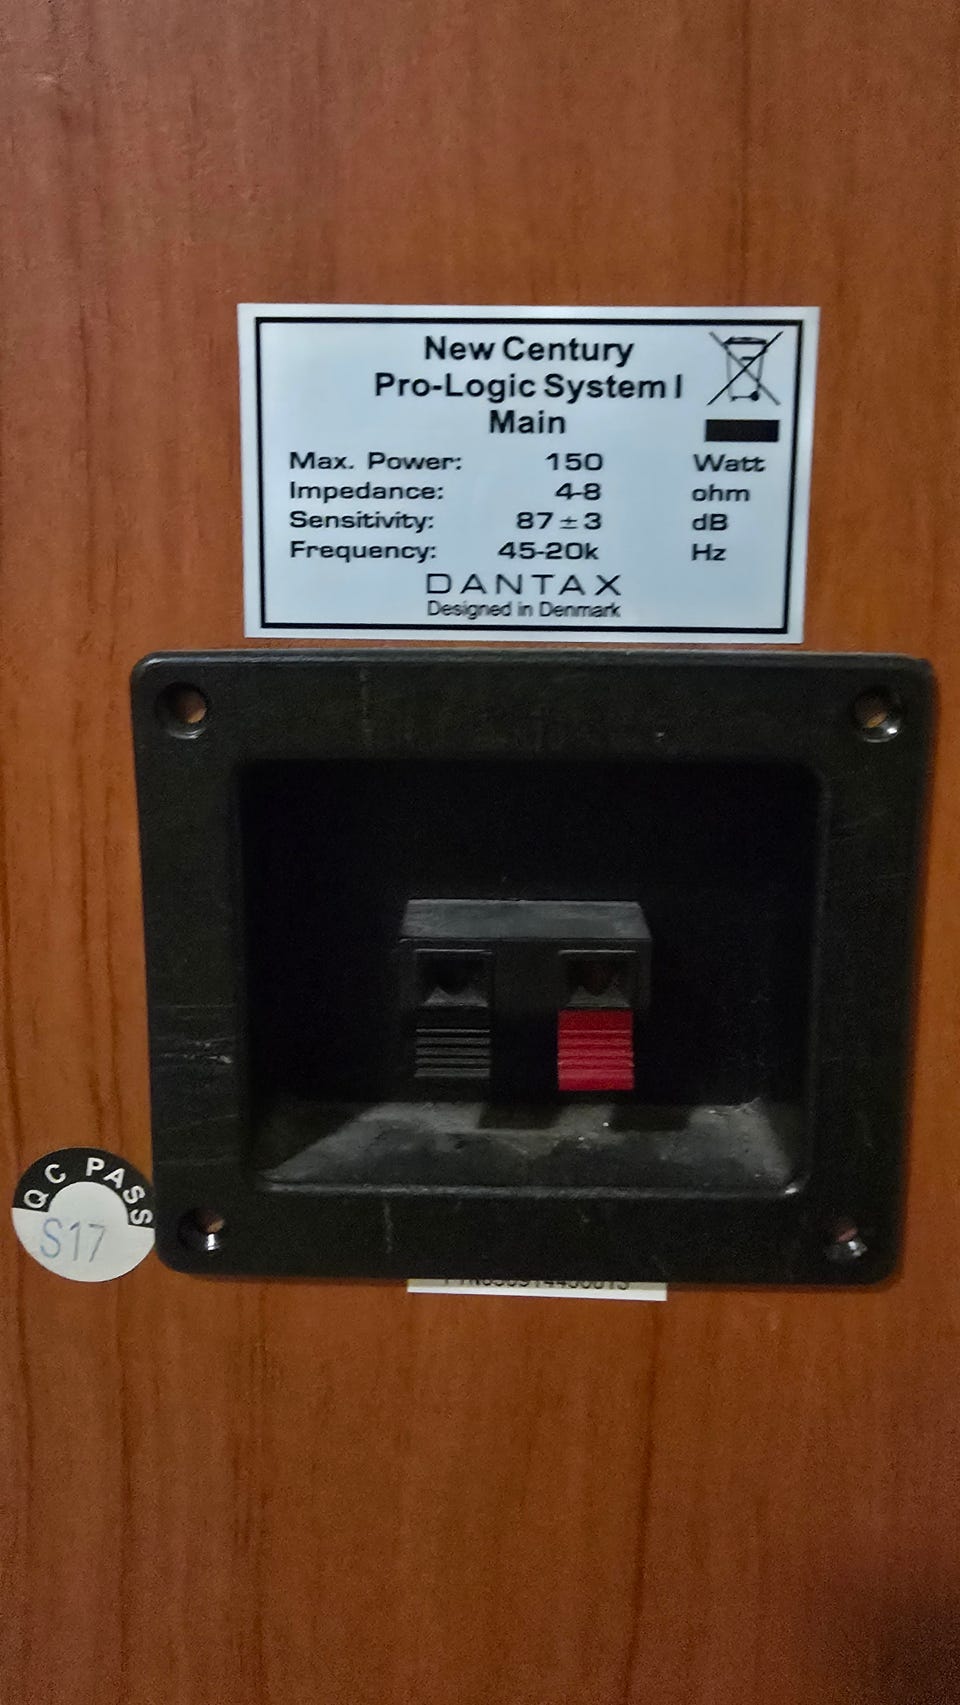 New Century
Pro-Logic System I
Main
Max. Power: 150 Watt
Impedance: 4-8 ohm
Sensitivity: 87 ± 3 dB
Frequency: 45-20k Hz
DANTAX
Designed in Denmark
QC PASS
S17